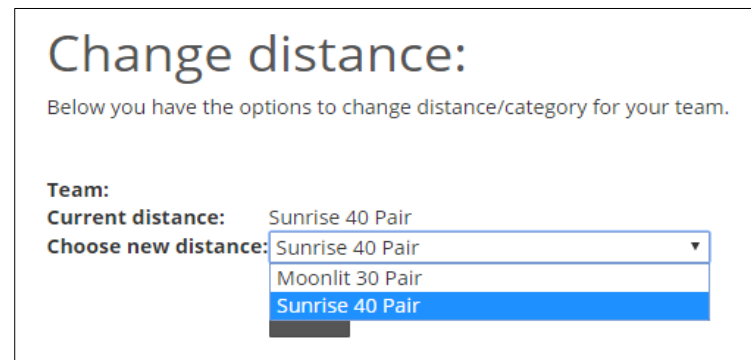 Change distance:
Below you have the options to change distance/category for your team.
Team:
Current distance: Sunrise 40 Pair
Choose new distance: Sunrise 40 Pair
Moonlit 30 Pair
Sunrise 40 Pair